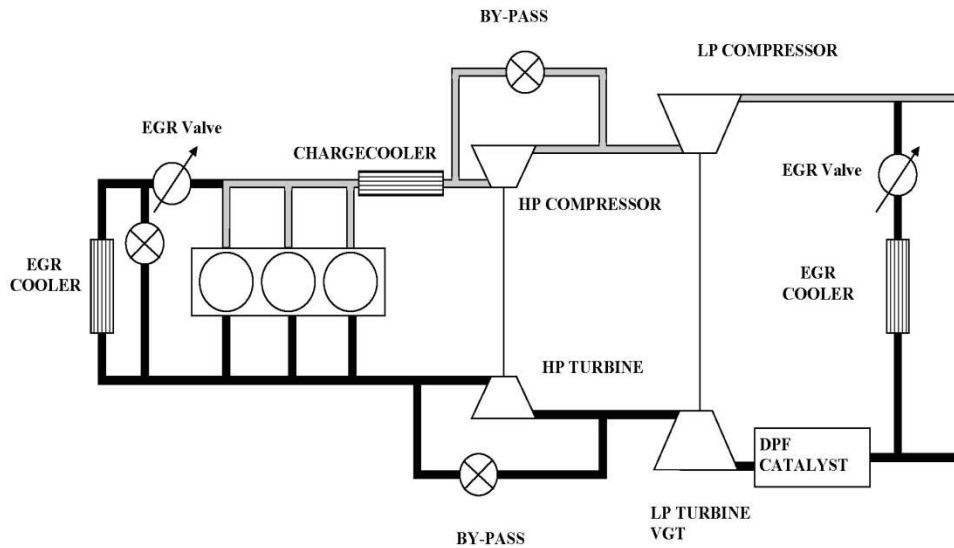 BY-PASS
LP COMPRESSOR
EGR Valve
CHARGECOOLER
EGR Valve
HP COMPRESSOR
EGR
COOLER
EGR
COOLER
HP TURBINE
DPF
CATALYST
LP TURBINE
VGT
BY-PASS